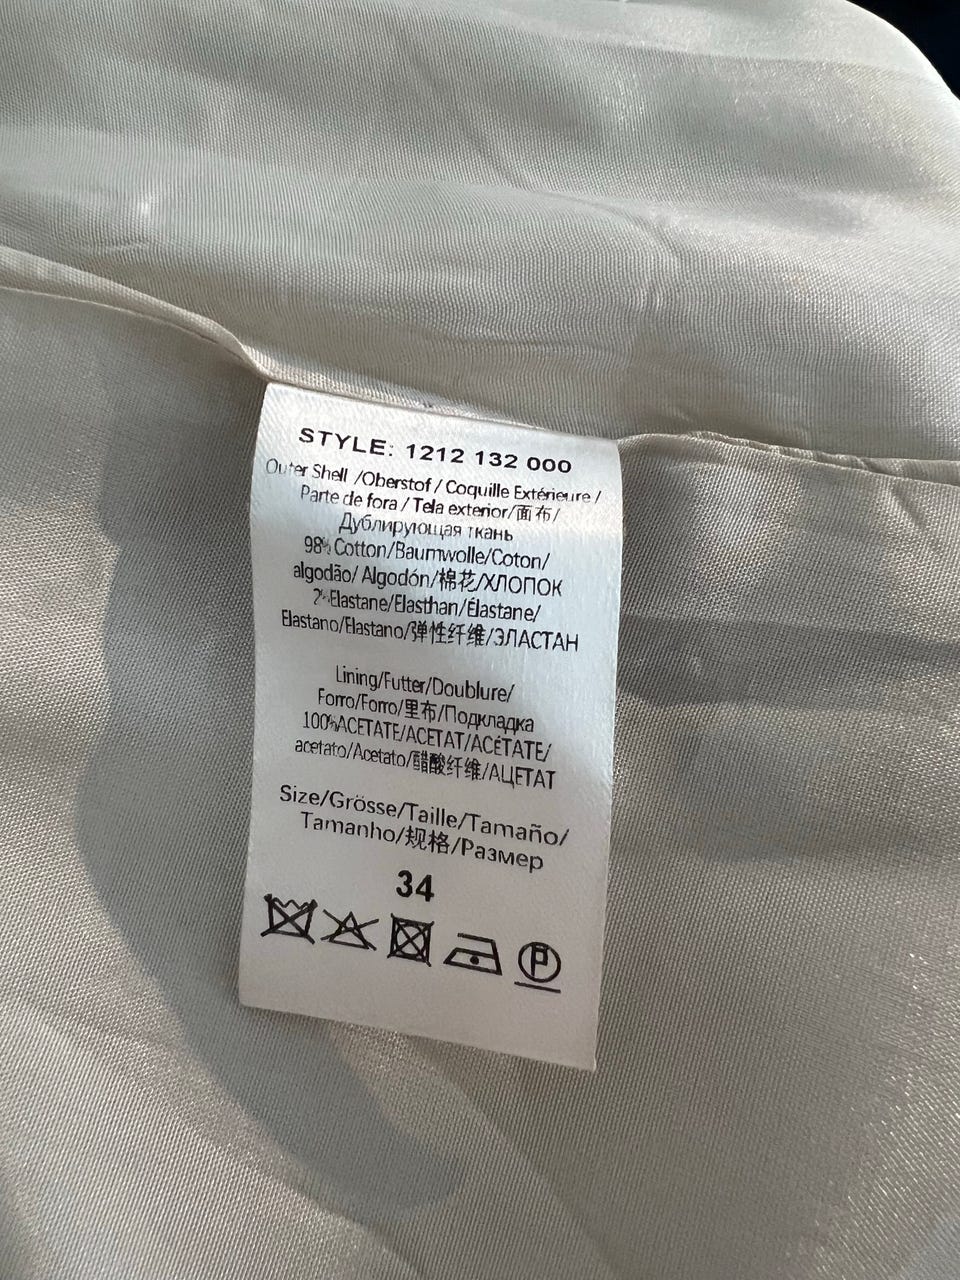 STYLE: 1212 132 000
Outer Shell /Oberstof / Coquille Extérieure /
Parte de fora / Tela exterior/面布/
Дублирующая ткань
98% Cotton/Baumwolle/Coton/
algodão/ Algodón/棉花/ХЛОПОК
2% Elastane/Elasthan/Élastane/
Elastano/Elastano/弹性纤维/ЭЛАСТАН
Lining/Futter/Doublure/
Forro/Forro/里布/Подкладка
100%ACETATE/ACETAT/ACÉTATE/
acetato/Acetato/醋酸纤维/АЦЕТАТ
Size/Grösse/Taille/Tamaño/
Tamanho/规格/Размер
34
P